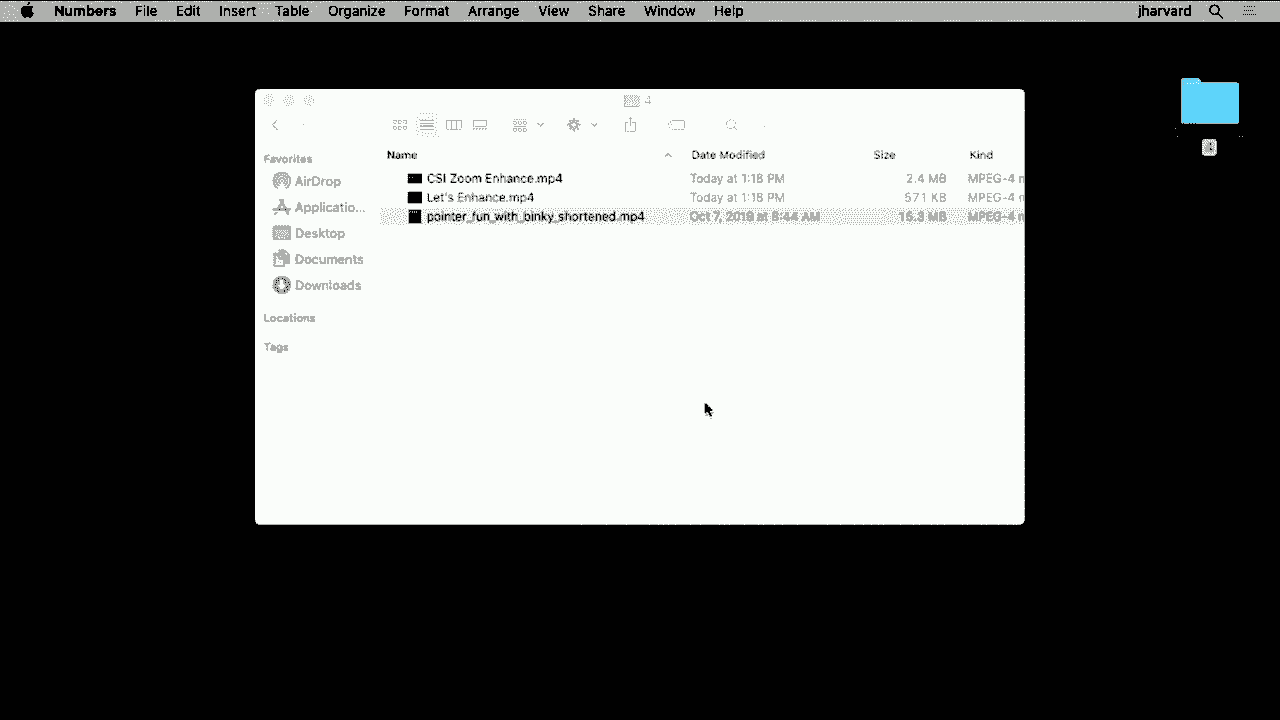 Numbers File Edit Insert Table Organize Format Arrange View Share Window Help jharvard
4
Favorites
AirDrop
Applicatio...
Desktop
Documents
Downloads
Locations
Tags
Name Date Modified Size Kind
CSI Zoom Enhance.mp4 Today at 1:18 PM 2.4 MB MPEG-4 m
Let's Enhance.mp4 Today at 1:18 PM 571 KB MPEG-4 m
pointer_fun_with_binky_shortened.mp4 Oct 7, 2019 at 8:44 AM 15.3 MB MPEG-4 m
4